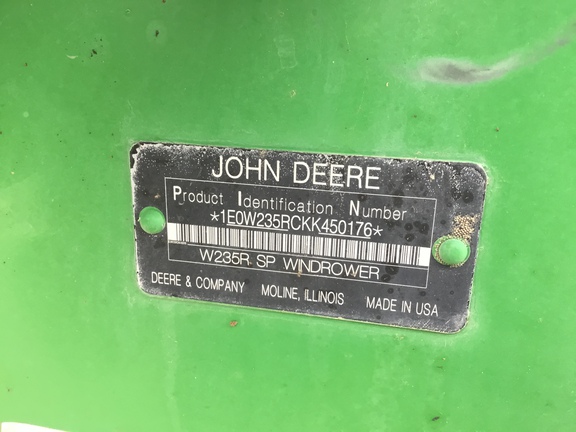 JOHN DEERE
Product Identification Number
*1E0W235RCKK450176*
W235R SP WINDROWER
DEERE & COMPANY MOLINE, ILLINOIS MADE IN USA